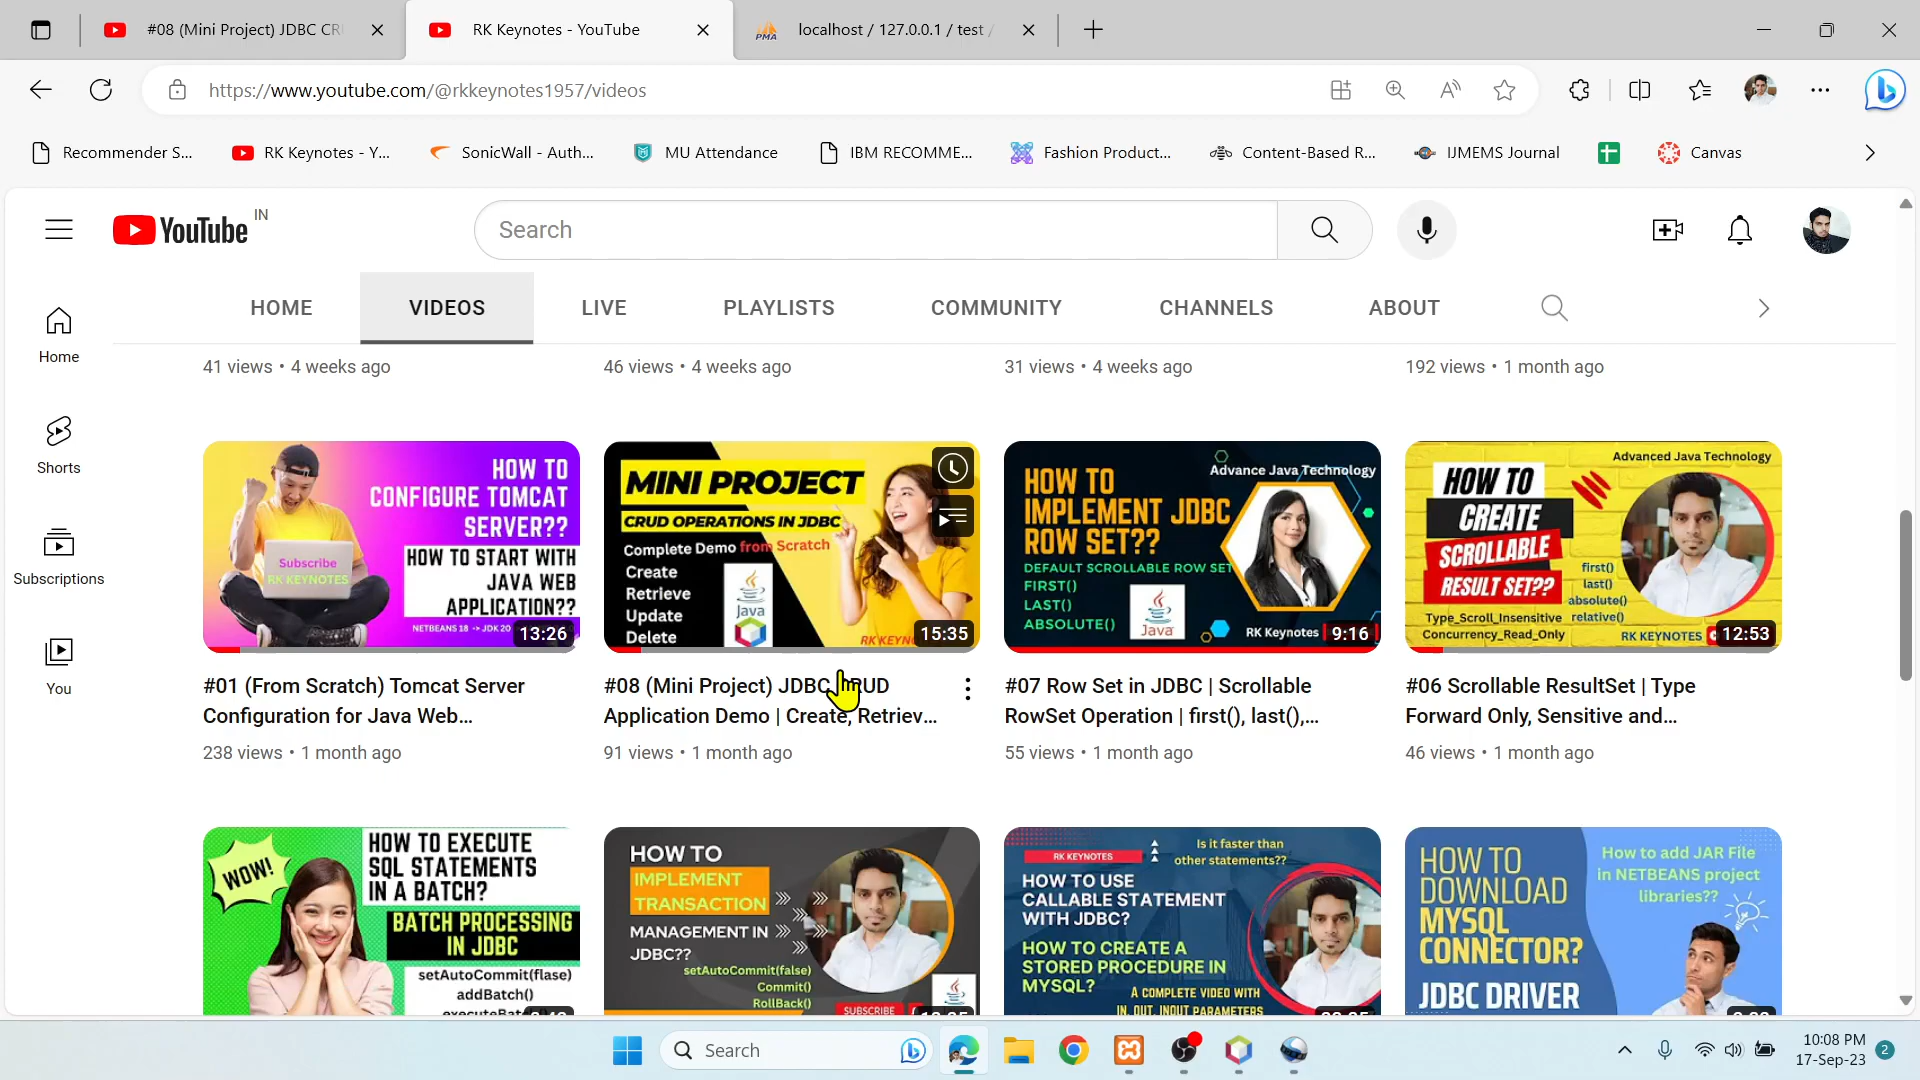 #08 (Mini Project) JDBC CR
RK Keynotes - YouTube
PMA
localhost / 127.0.0.1 / test /
https://www.youtube.com/@rkkeynotes1957/videos
Recommender S...
RK Keynotes - Y...
SonicWall - Auth...
MU Attendance
IBM RECOMME...
Fashion Product...
Content-Based R...
IJMEMS Journal
Canvas
YouTube
IN
Search
HOME
VIDEOS
LIVE
PLAYLISTS
COMMUNITY
CHANNELS
ABOUT
Home
Shorts
Subscriptions
You
41 views • 4 weeks ago
46 views • 4 weeks ago
31 views • 4 weeks ago
192 views • 1 month ago
HOW TO
CONFIGURE TOMCAT
SERVER??
HOW TO START WITH
JAVA WEB
APPLICATION??
Subscribe
RK KEYNOTES
NETBEANS 18 -> JDK 20
13:26
#01 (From Scratch) Tomcat Server
Configuration for Java Web...
238 views • 1 month ago
MINI PROJECT
CRUD OPERATIONS IN JDBC
Complete Demo from Scratch
Create
Retrieve
Update
Delete
Java
RK KEYN
15:35
#08 (Mini Project) JDBC CRUD
Application Demo | Create, Retriev...
91 views • 1 month ago
Advance Java Technology
HOW TO
IMPLEMENT JDBC
ROW SET??
DEFAULT SCROLLABLE ROW SET
FIRST()
LAST()
ABSOLUTE()
Java
RK Keynotes
9:16
#07 Row Set in JDBC | Scrollable
RowSet Operation | first(), last(),...
55 views • 1 month ago
Advanced Java Technology
HOW TO
CREATE
SCROLLABLE
RESULT SET??
first()
last()
absolute()
relative()
Type_Scroll_Insensitive
Concurrency_Read_Only
RK KEYNOTES
12:53
#06 Scrollable ResultSet | Type
Forward Only, Sensitive and...
46 views • 1 month ago
WOW!
HOW TO EXECUTE
SQL STATEMENTS
IN A BATCH?
BATCH PROCESSING
IN JDBC
setAutoCommit(flase)
addBatch()
HOW TO
IMPLEMENT
TRANSACTION
MANAGEMENT IN
JDBC??
setAutoCommit(false)
Commit()
RollBack()
SUBSCRIBE
RK KEYNOTES
Is it faster than
other statements??
HOW TO USE
CALLABLE STATEMENT
WITH JDBC?
HOW TO CREATE A
STORED PROCEDURE IN
MYSQL?
A COMPLETE VIDEO WITH
IN, OUT, INOUT PARAMETERS
HOW TO
DOWNLOAD
MYSQL
CONNECTOR?
JDBC DRIVER
How to add JAR File
in NETBEANS project
libraries??
Search
10:08 PM
17-Sep-23
2